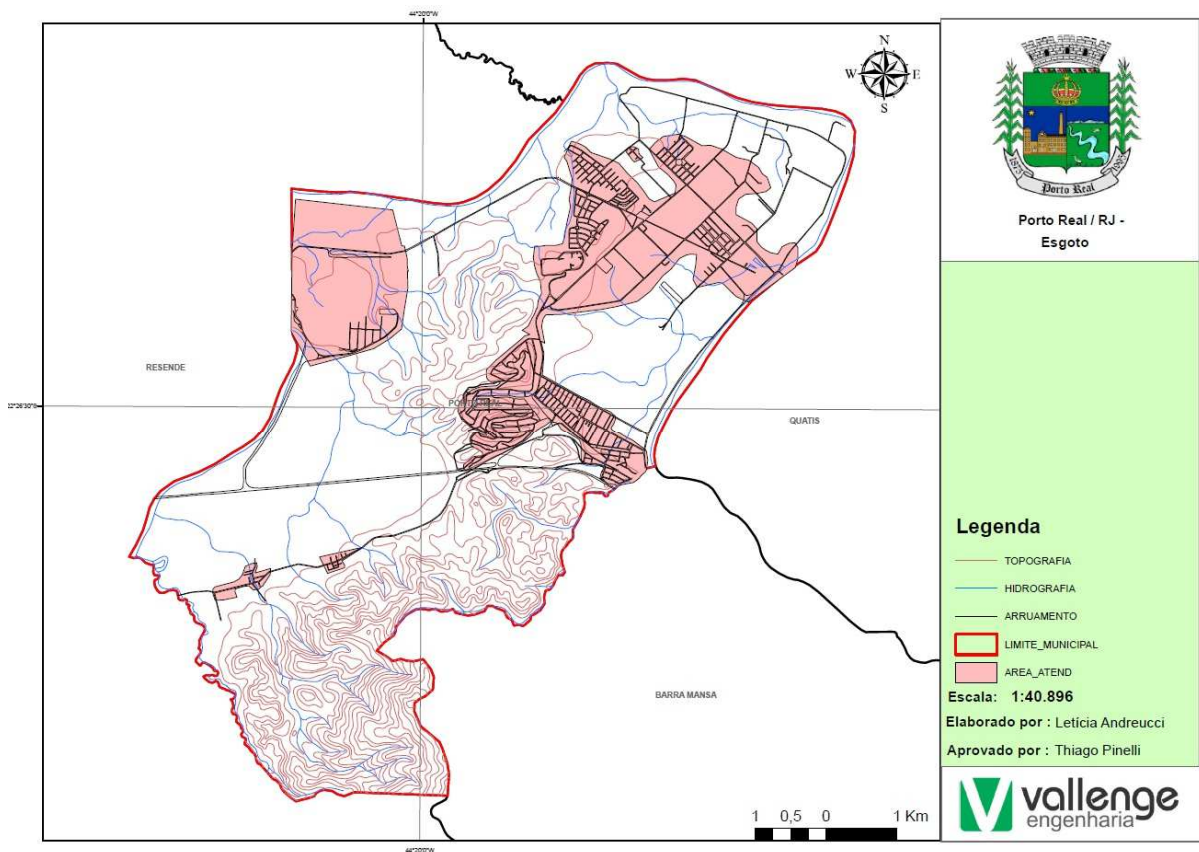 44°20'0"W
N
W
E
S
RESENDE
QUATIS
BARRA MANSA
44°20'0"W
1 0,5 0 1 Km
1875
1995
Porto Real
Porto Real / RJ -
Esgoto
Legenda
TOPOGRAFIA
HIDROGRAFIA
ARRUAMENTO
LIMITE_MUNICIPAL
AREA_ATEND
Escala: 1:40.896
Elaborado por : Letícia Andreucci
Aprovado por : Thiago Pinelli
vallenge
engenharia